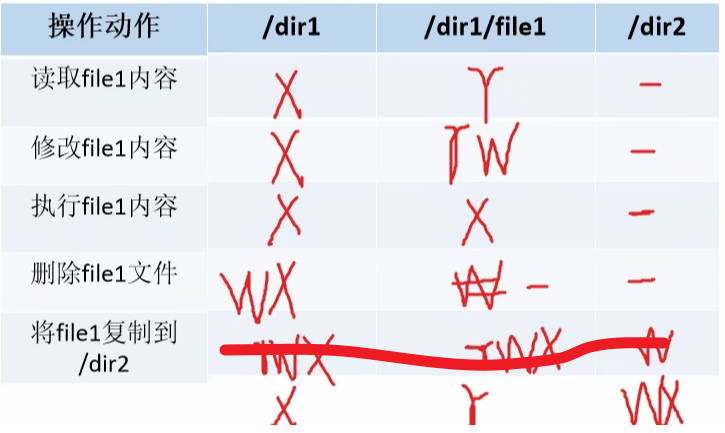 操作动作 /dir1 /dir1/file1 /dir2
读取file1内容 X r —
修改file1内容 X rW —
执行file1内容 X X —
删除file1文件 WX — —
将file1复制到 rWX rWX W
/dir2
X r WX